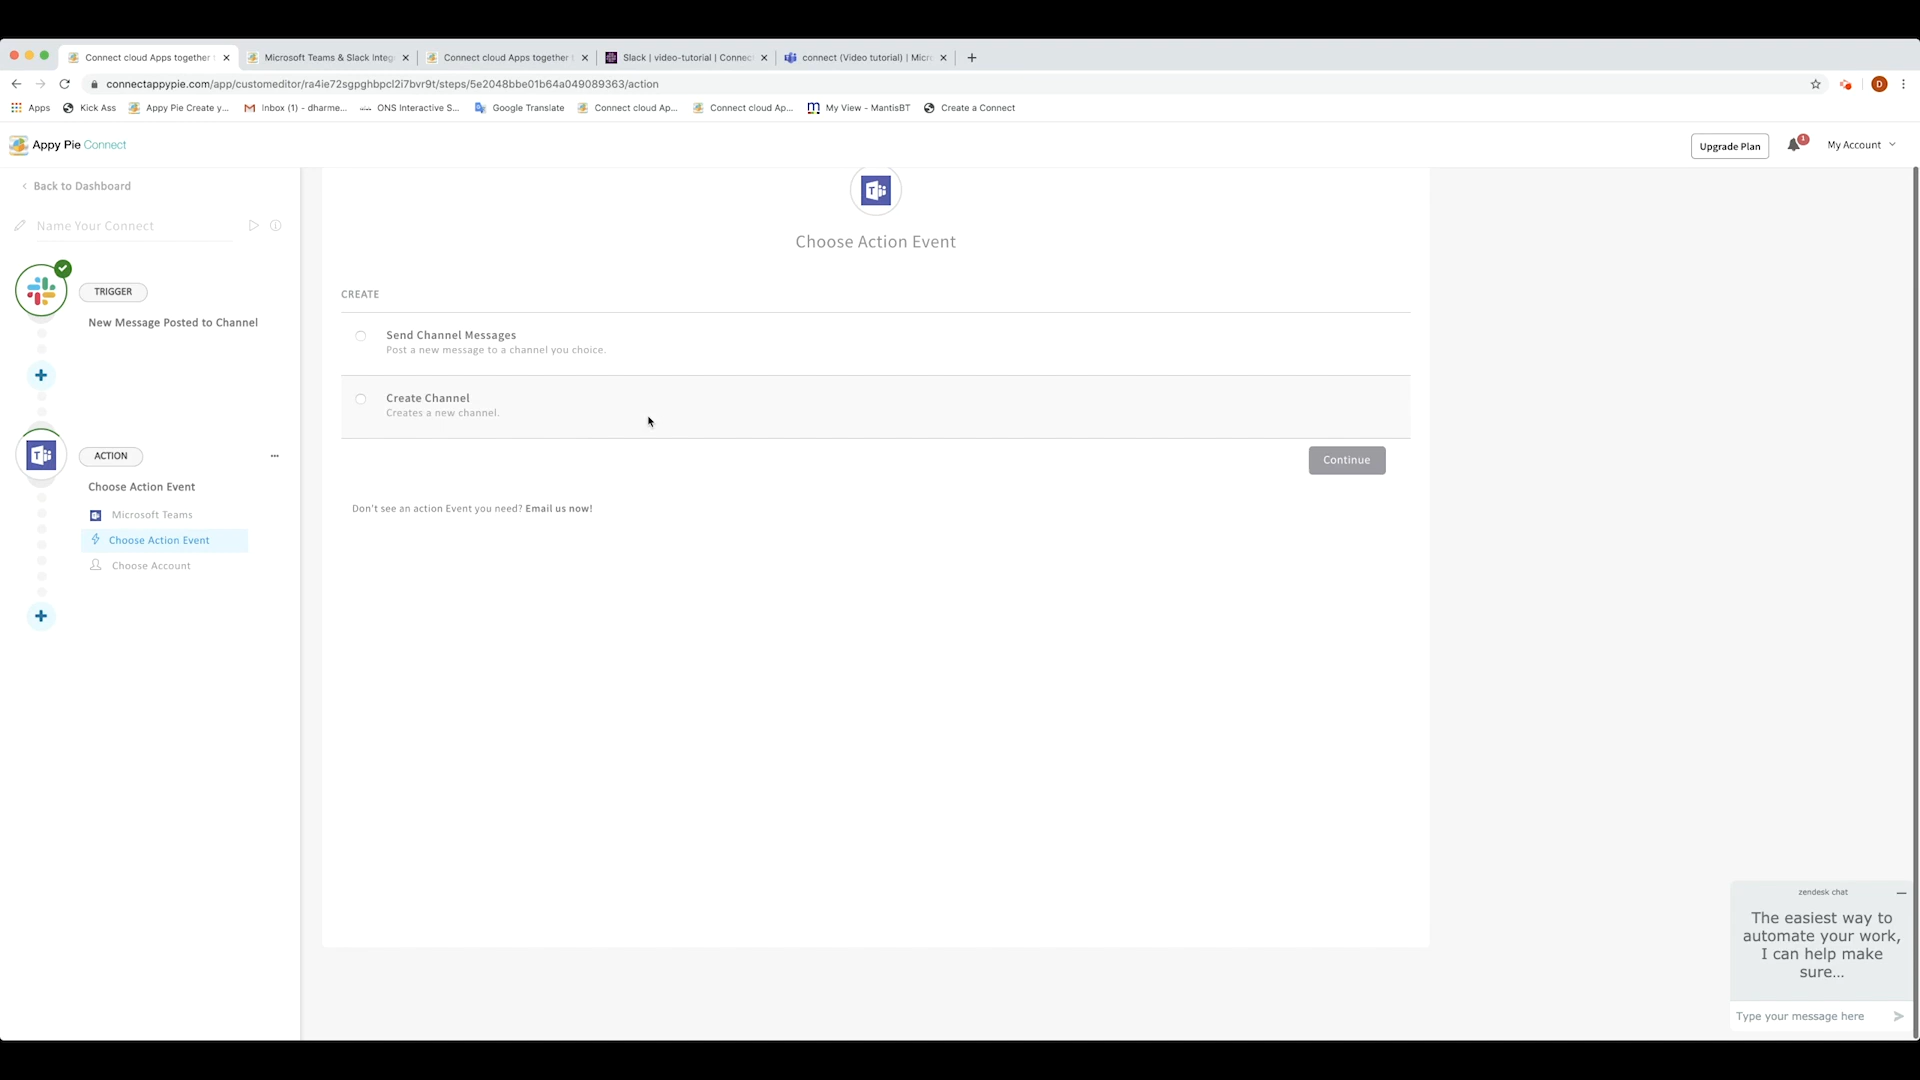 Connect cloud Apps together
Microsoft Teams & Slack Integ
Connect cloud Apps together
Slack | video-tutorial | Connec
connect (Video tutorial) | Micr
connectappypie.com/app/customeditor/ra4ie72sgpghbpcl2i7bvr9t/steps/5e2048bbe01b64a049089363/action
D
Apps
Kick Ass
Appy Pie Create y...
Inbox (1) - dharme...
ONS Interactive S...
Google Translate
Connect cloud Ap...
Connect cloud Ap...
My View - MantisBT
Create a Connect
Appy Pie Connect
Upgrade Plan
1
My Account
Back to Dashboard
Name Your Connect
TRIGGER
New Message Posted to Channel
ACTION
Choose Action Event
Microsoft Teams
Choose Action Event
Choose Account
Choose Action Event
CREATE
Send Channel Messages
Post a new message to a channel you choice.
Create Channel
Creates a new channel.
Continue
Don't see an action Event you need? Email us now!
zendesk chat
The easiest way to
automate your work,
I can help make
sure...
Type your message here